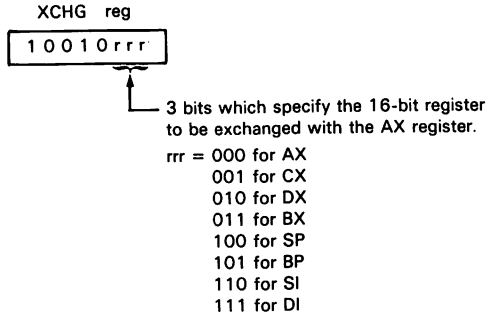 XCHG reg
10010rrr
3 bits which specify the 16-bit register
to be exchanged with the AX register.
rrr = 000 for AX
001 for CX
010 for DX
011 for BX
100 for SP
101 for BP
110 for SI
111 for DI